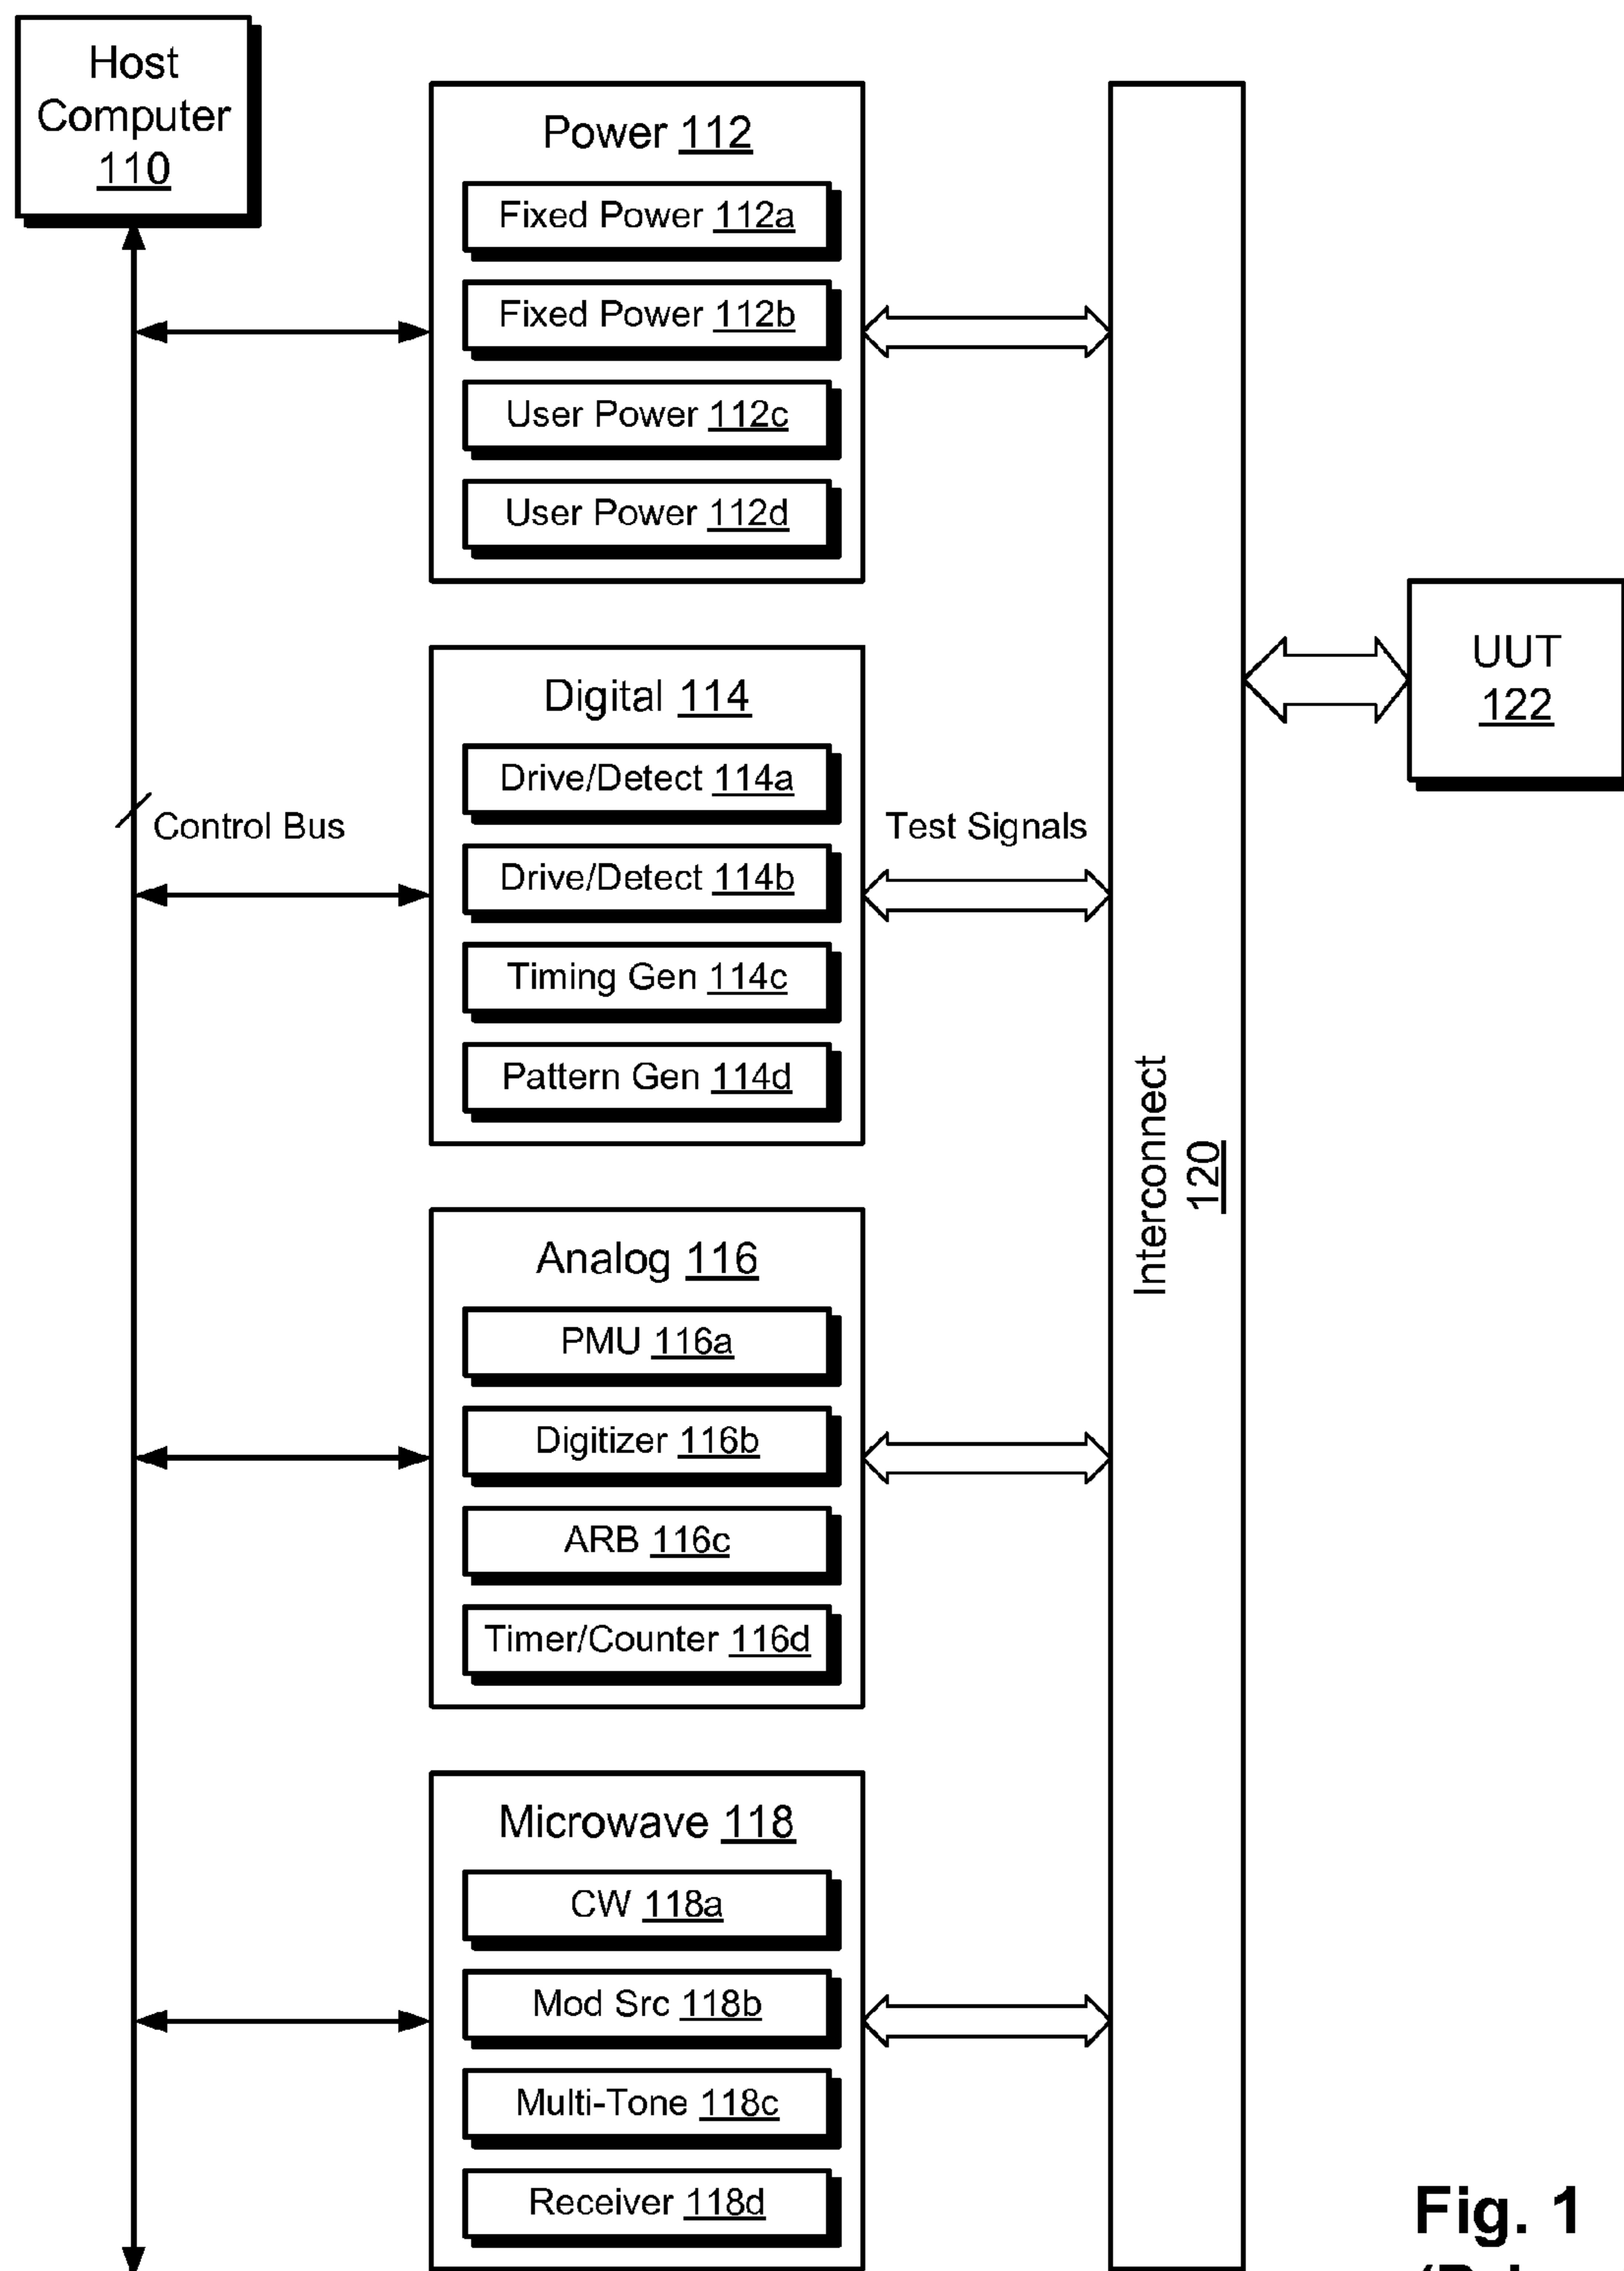 Host
Computer
110
Power 112
Fixed Power 112a
Fixed Power 112b
User Power 112c
User Power 112d
UUT
122
Digital 114
Drive/Detect 114a
Control Bus
Test Signals
Drive/Detect 114b
Timing Gen 114c
Pattern Gen 114d
Interconnect
120
Analog 116
PMU 116a
Digitizer 116b
ARB 116c
Timer/Counter 116d
Microwave 118
CW 118a
Mod Src 118b
Multi-Tone 118c
Receiver 118d
Fig. 1